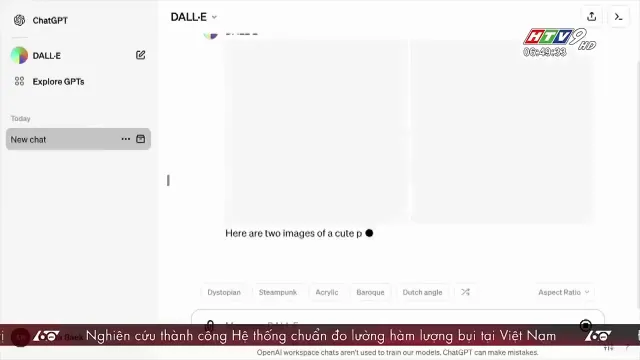 ChatGPT
DALL·E
Explore GPTs
Today
New chat
DALL·E
HTV9 HD
06:49:33
Here are two images of a cute p
Dystopian
Steampunk
Acrylic
Baroque
Dutch angle
Aspect Ratio
60
Nghiên cứu thành công Hệ thống chuẩn đo lường hàm lượng bụi tại Việt Nam
60
OpenAI workspace chats aren't used to train our models. ChatGPT can make mistakes.